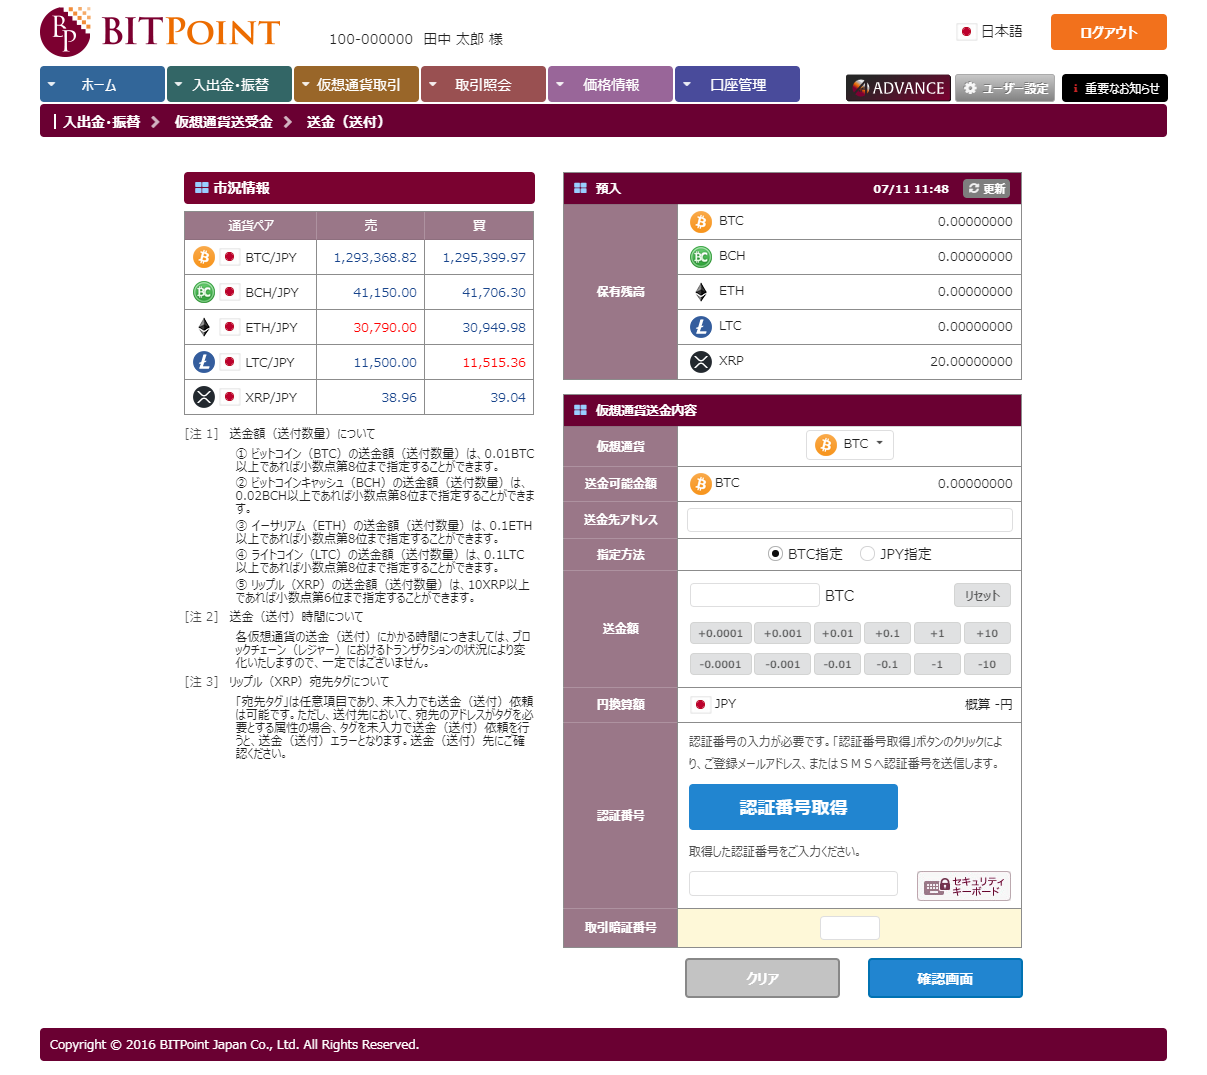 BITPOINT
100-000000 田中 太郎 様
日本語
ログアウト
ホーム
入出金・振替
仮想通貨取引
取引照会
価格情報
口座管理
ADVANCE
ユーザー設定
重要なお知らせ
入出金・振替 仮想通貨送受金 送金（送付）
市況情報
通貨ペア 売 買
BTC/JPY 1,293,368.82 1,295,399.97
BCH/JPY 41,150.00 41,706.30
ETH/JPY 30,790.00 30,949.98
LTC/JPY 11,500.00 11,515.36
XRP/JPY 38.96 39.04
[注 1] 送金額（送付数量）について
① ビットコイン（BTC）の送金額（送付数量）は、0.01BTC
以上であれば小数点第8位まで指定することができます。
② ビットコインキャッシュ（BCH）の送金額（送付数量）は、
0.02BCH以上であれば小数点第8位まで指定することができま
す。
③ イーサリアム（ETH）の送金額（送付数量）は、0.1ETH
以上であれば小数点第8位まで指定することができます。
④ ライトコイン（LTC）の送金額（送付数量）は、0.1LTC
以上であれば小数点第8位まで指定することができます。
⑤ リップル（XRP）の送金額（送付数量）は、10XRP以上
であれば小数点第6位まで指定することができます。
[注 2] 送金（送付）時間について
各仮想通貨の送金（送付）にかかる時間につきましては、ブロ
ックチェーン（レジャー）におけるトランザクションの状況により変
化いたしますので、一定ではございません。
[注 3] リップル（XRP）宛先タグについて
「宛先タグ」は任意項目であり、未入力でも送金（送付）依頼
は可能です。ただし、送付先において、宛先のアドレスがタグを必
要とする属性の場合、タグを未入力で送金（送付）依頼を行
うと、送金（送付）エラーとなります。送金（送付）先にご確
認ください。
預入 07/11 11:48 更新
保有残高
BTC 0.00000000
BCH 0.00000000
ETH 0.00000000
LTC 0.00000000
XRP 20.00000000
仮想通貨送金内容
仮想通貨 BTC
送金可能金額 BTC 0.00000000
送金先アドレス
指定方法 BTC指定 JPY指定
送金額
BTC リセット
+0.0001 +0.001 +0.01 +0.1 +1 +10
-0.0001 -0.001 -0.01 -0.1 -1 -10
円換算額 JPY 概算 -円
認証番号
認証番号の入力が必要です。「認証番号取得」ボタンのクリックによ
り、ご登録メールアドレス、またはＳＭＳへ認証番号を送信します。
認証番号取得
取得した認証番号をご入力ください。
セキュリティ
キーボード
取引暗証番号
クリア
確認画面
Copyright © 2016 BITPoint Japan Co., Ltd. All Rights Reserved.